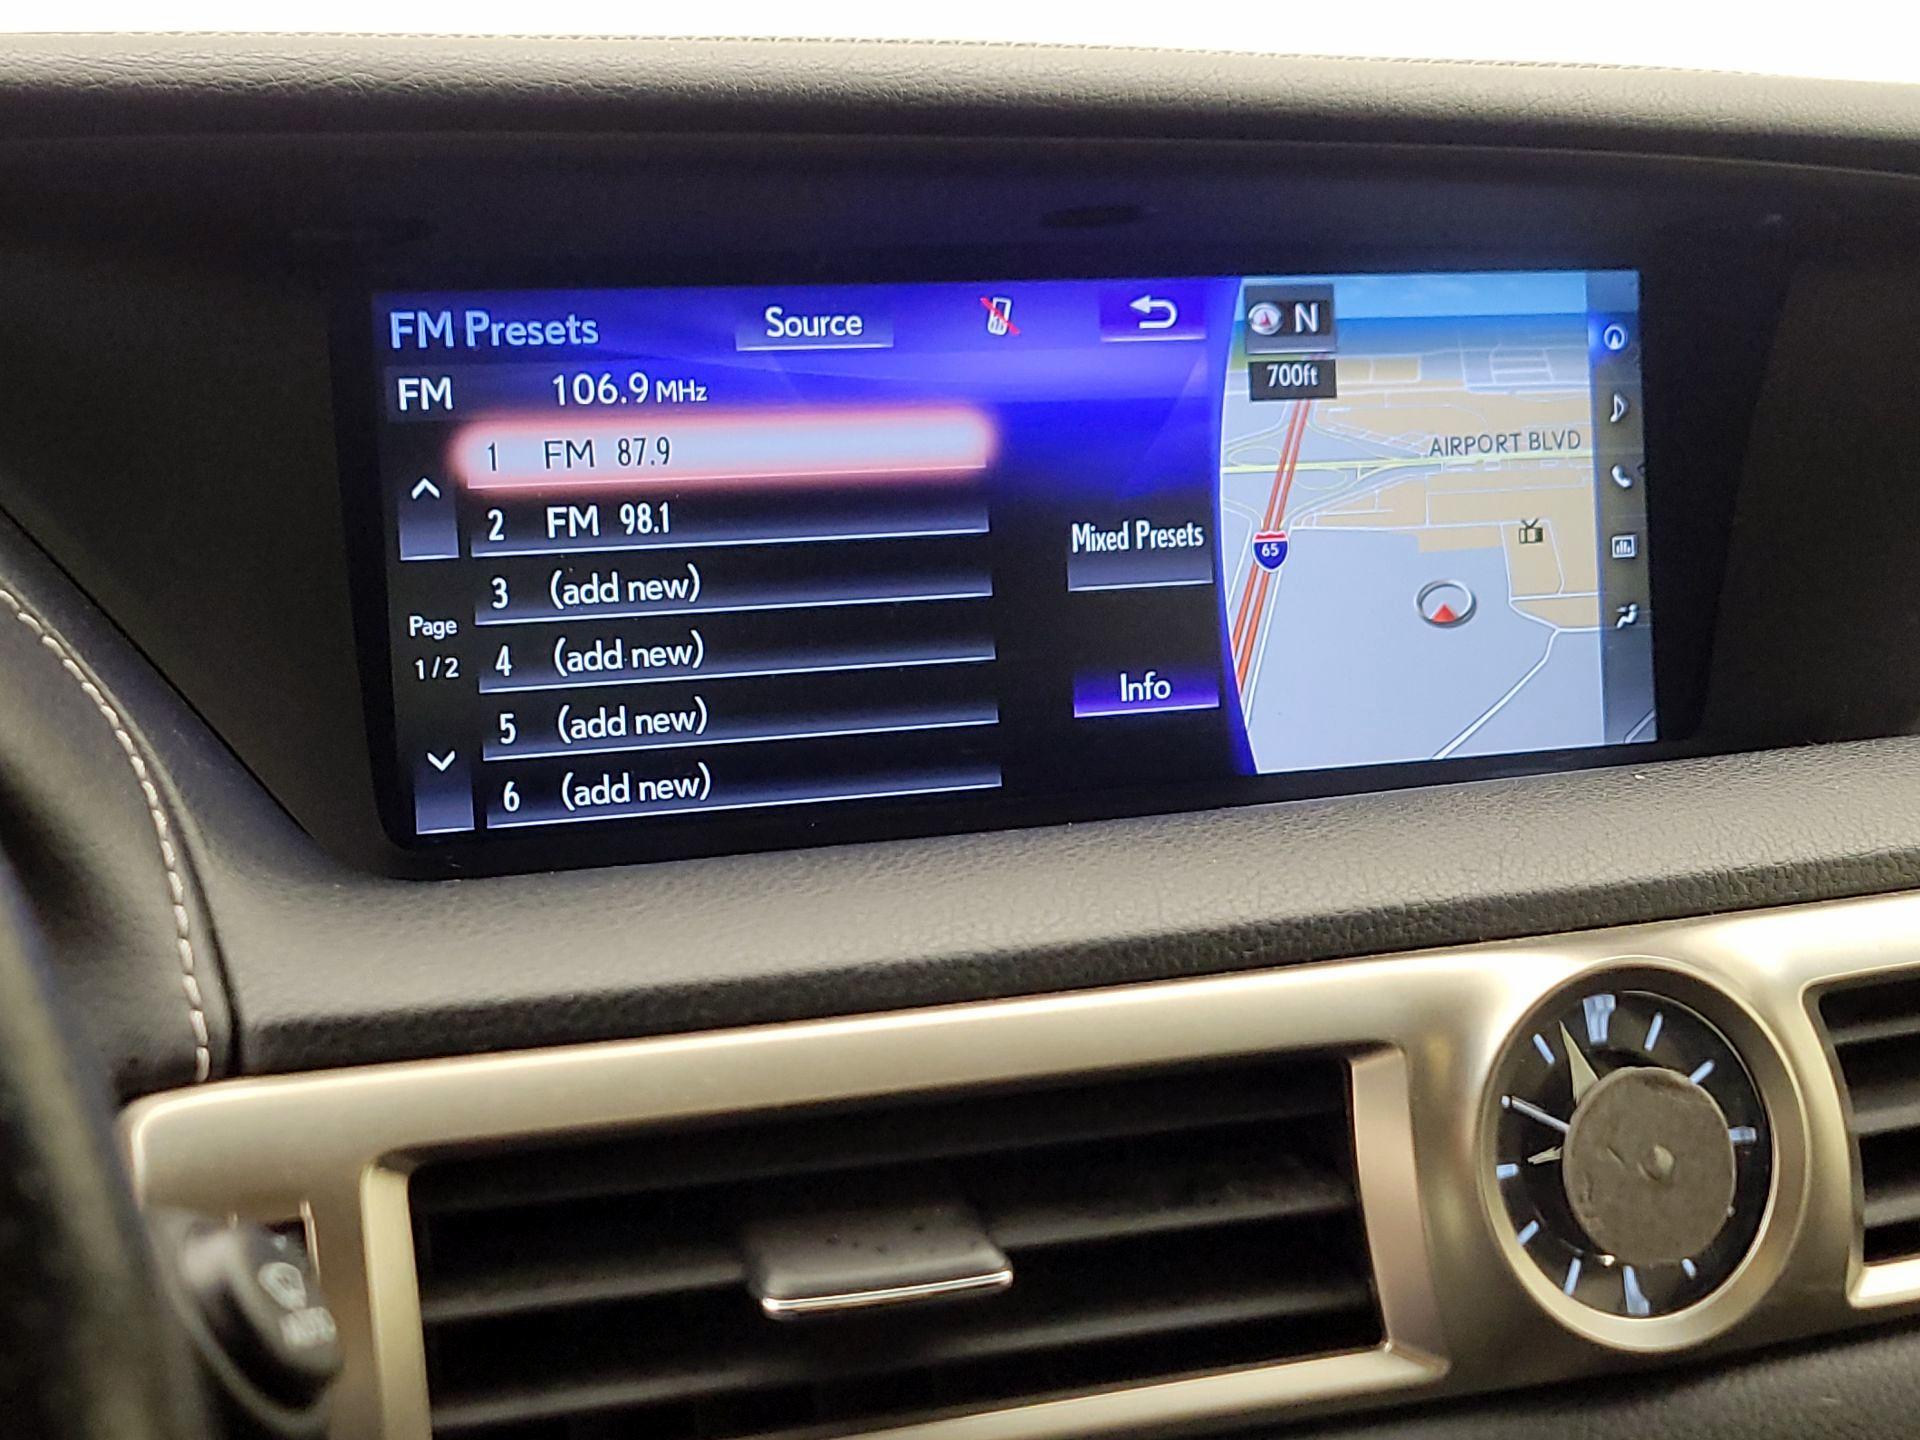 FM Presets
Source
FM 106.9 MHz
1 FM 87.9
2 FM 98.1
3 (add new)
4 (add new)
5 (add new)
6 (add new)
Page
1/2
Mixed Presets
Info
N
700ft
AIRPORT BLVD
65